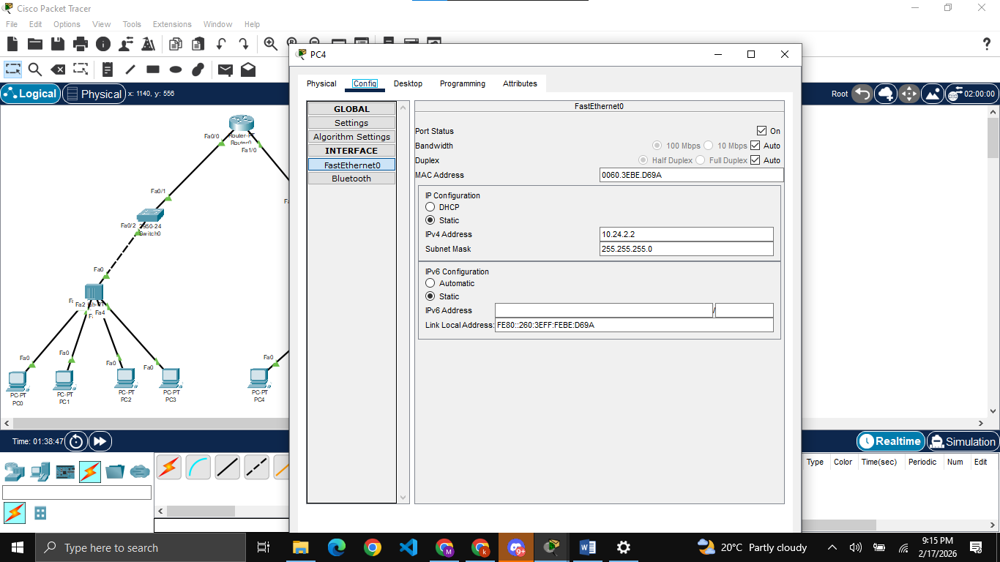 Cisco Packet Tracer
File Edit Options View Tools Extensions Window Help
PC4
Physical Config Desktop Programming Attributes
Logical Physical x: 1140, y: 556
Root 02:00:00
GLOBAL
Settings
Algorithm Settings
INTERFACE
FastEthernet0
Bluetooth
FastEthernet0
Port Status On
Bandwidth 100 Mbps 10 Mbps Auto
Duplex Half Duplex Full Duplex Auto
MAC Address 0060.3EBE.D69A
IP Configuration
DHCP
Static
IPv4 Address 10.24.2.2
Subnet Mask 255.255.255.0
IPv6 Configuration
Automatic
Static
IPv6 Address /
Link Local Address: FE80::260:3EFF:FEBE:D69A
Fa0/0
Router-PT
Router0
Fa1/0
Fa0/1
Fa0/2 2950-24
Switch0
Fa0
Fa2
Fa4
Fa0 Fa0 Fa0 Fa0 Fa0
PC-PT
PC0
PC-PT
PC1
PC-PT
PC2
PC-PT
PC3
PC-PT
PC4
Time: 01:38:47
Realtime Simulation
Type Color Time(sec) Periodic Num Edit
Type here to search
M
k
9+
20°C Partly cloudy
9:15 PM
2/17/2026